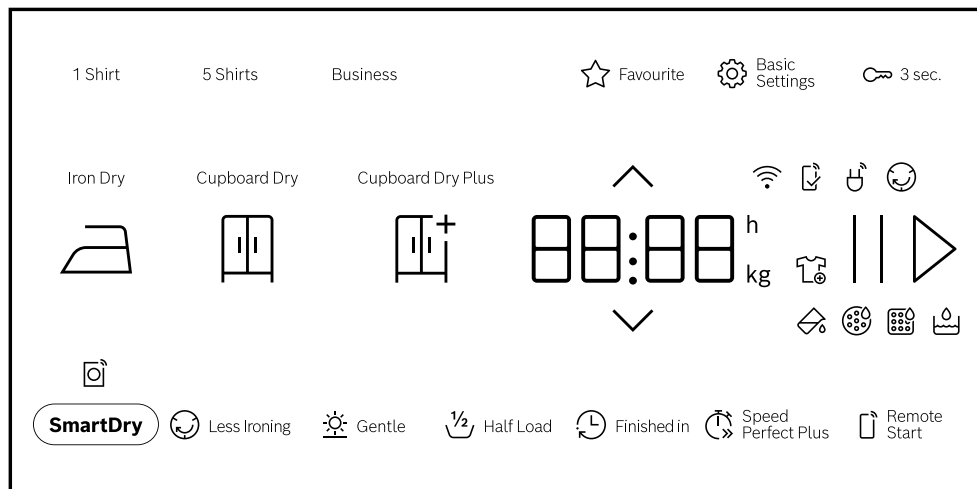 1 Shirt
5 Shirts
Business
Favourite
Basic
Settings
3 sec.
Iron Dry
Cupboard Dry
Cupboard Dry Plus
88:88
h
kg
SmartDry
Less Ironing
Gentle
½
Half Load
Finished in
Speed
Perfect Plus
Remote
Start